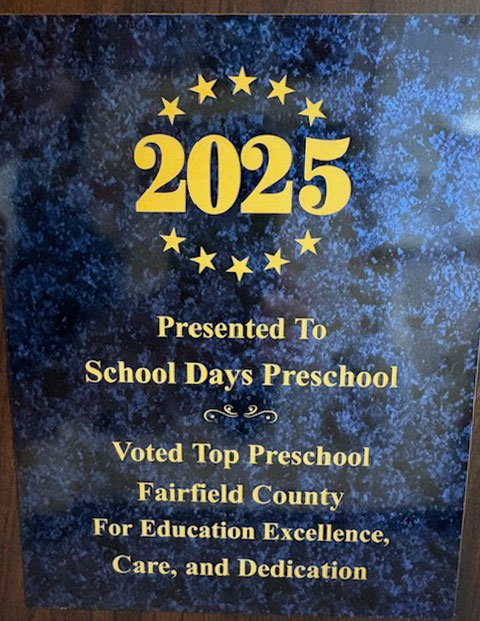 2025
Presented To
School Days Preschool
Voted Top Preschool
Fairfield County
For Education Excellence,
Care, and Dedication